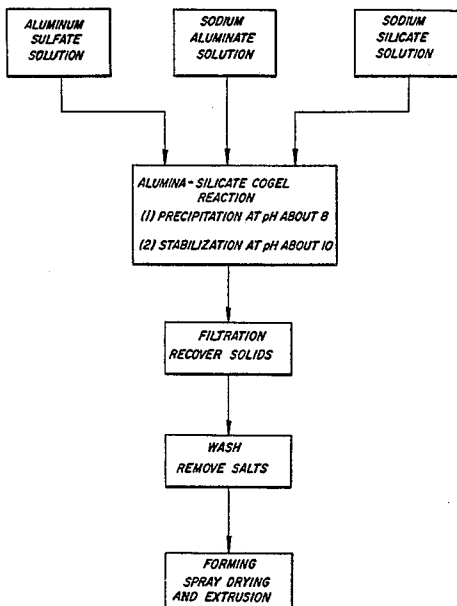 ALUMINUM
SULFATE
SOLUTION
SODIUM
ALUMINATE
SOLUTION
SODIUM
SILICATE
SOLUTION
ALUMINA-SILICATE COGEL
REACTION
(1) PRECIPITATION AT pH ABOUT 8
(2) STABILIZATION AT pH ABOUT 10
FILTRATION
RECOVER SOLIDS
WASH
REMOVE SALTS
FORMING
SPRAY DRYING
AND EXTRUSION